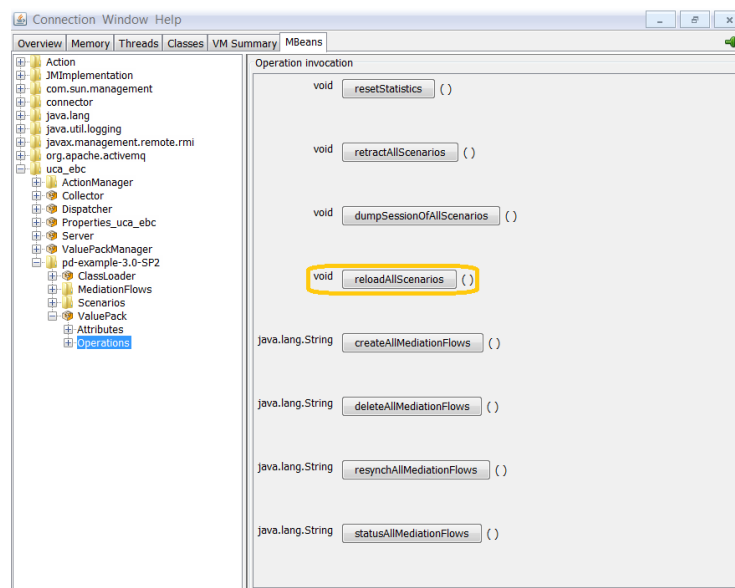 Connection Window Help
Overview Memory Threads Classes VM Summary MBeans
Action
JMImplementation
com.sun.management
connector
java.lang
java.util.logging
javax.management.remote.rmi
org.apache.activemq
uca_ebc
ActionManager
Collector
Dispatcher
Properties_uca_ebc
Server
ValuePackManager
pd-example-3.0-SP2
ClassLoader
MediationFlows
Scenarios
ValuePack
Attributes
Operations
Operation invocation
void resetStatistics ( )
void retractAllScenarios ( )
void dumpSessionOfAllScenarios ( )
void reloadAllScenarios ( )
java.lang.String createAllMediationFlows ( )
java.lang.String deleteAllMediationFlows ( )
java.lang.String resynchAllMediationFlows ( )
java.lang.String statusAllMediationFlows ( )